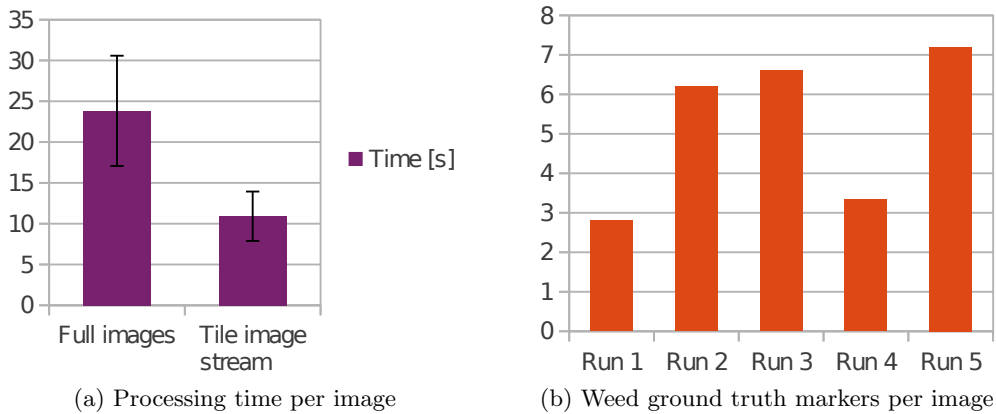 35
30
25
20
15
10
5
0
Full images
Tile image
stream
Time [s]
(a) Processing time per image
8
7
6
5
4
3
2
1
0
Run 1
Run 2
Run 3
Run 4
Run 5
(b) Weed ground truth markers per image